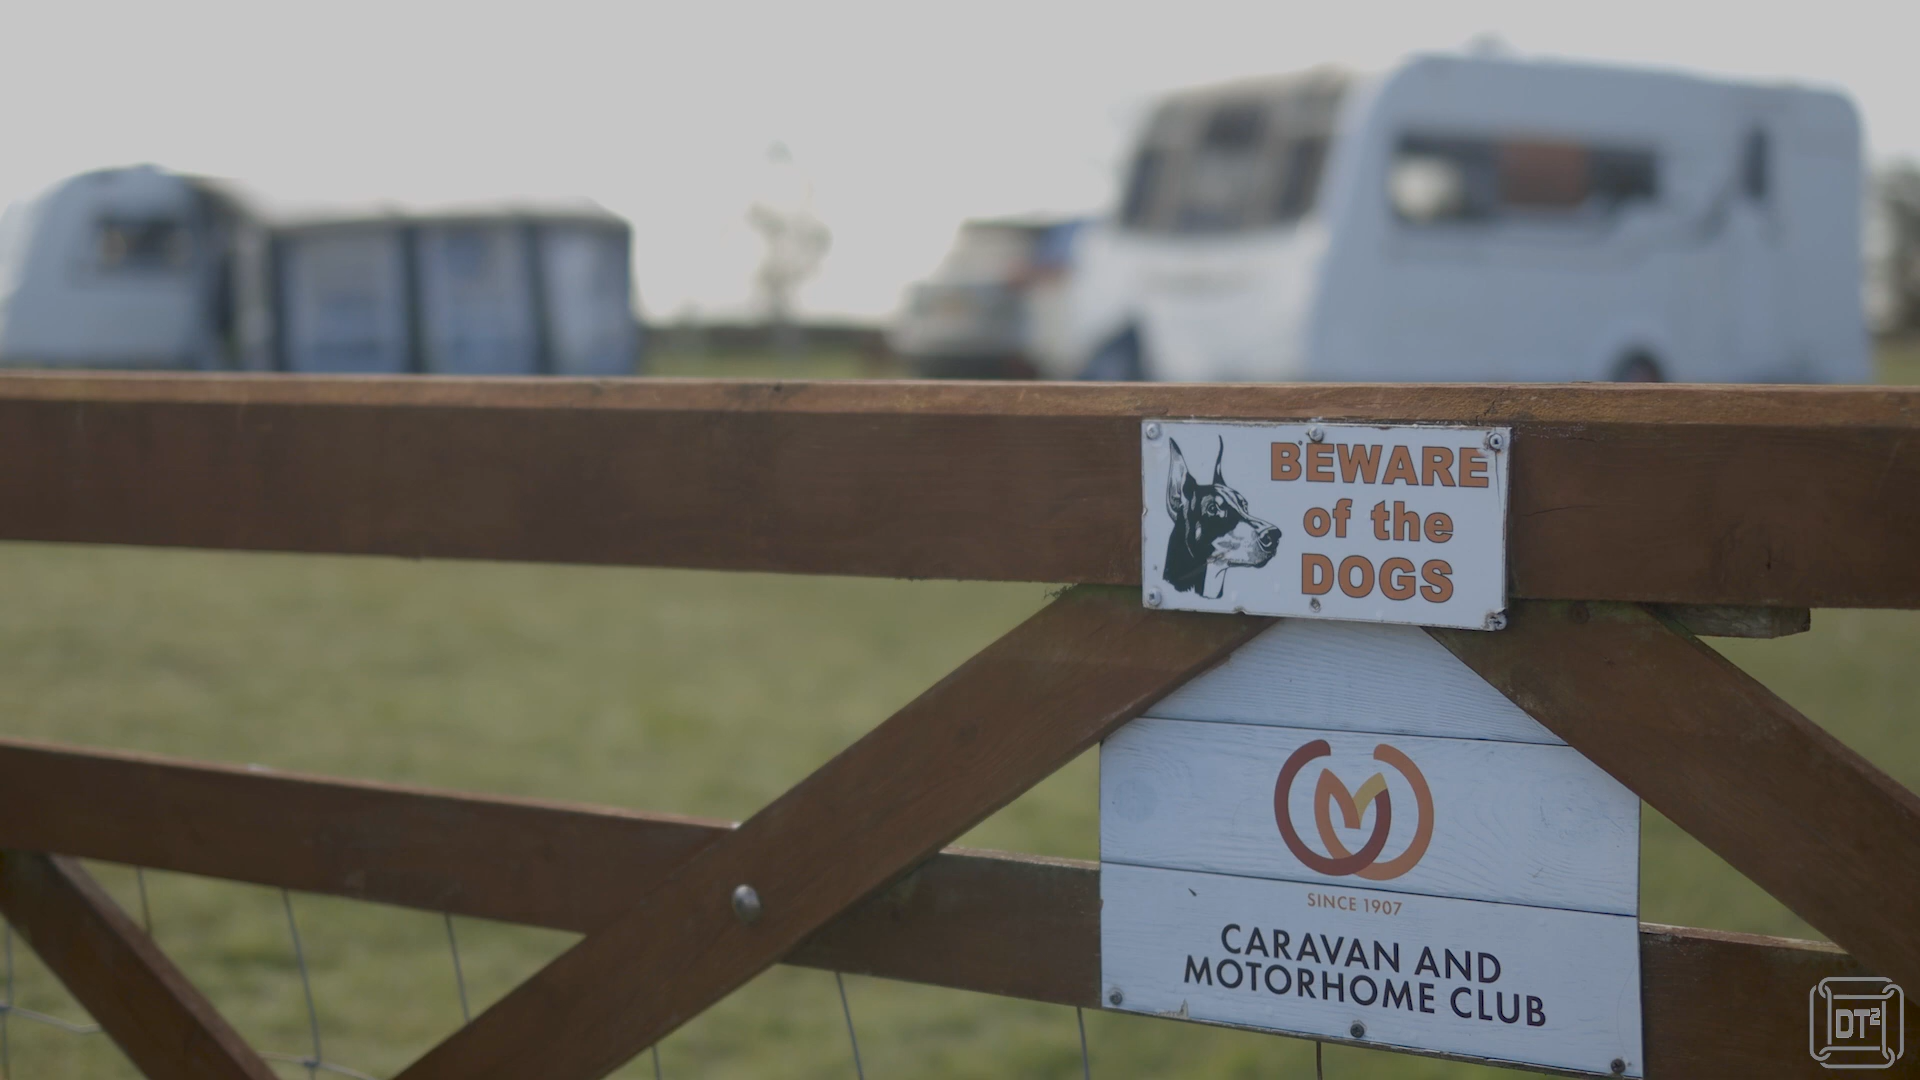 BEWARE
of the
DOGS
SINCE 1907
CARAVAN AND
MOTORHOME CLUB
DT2